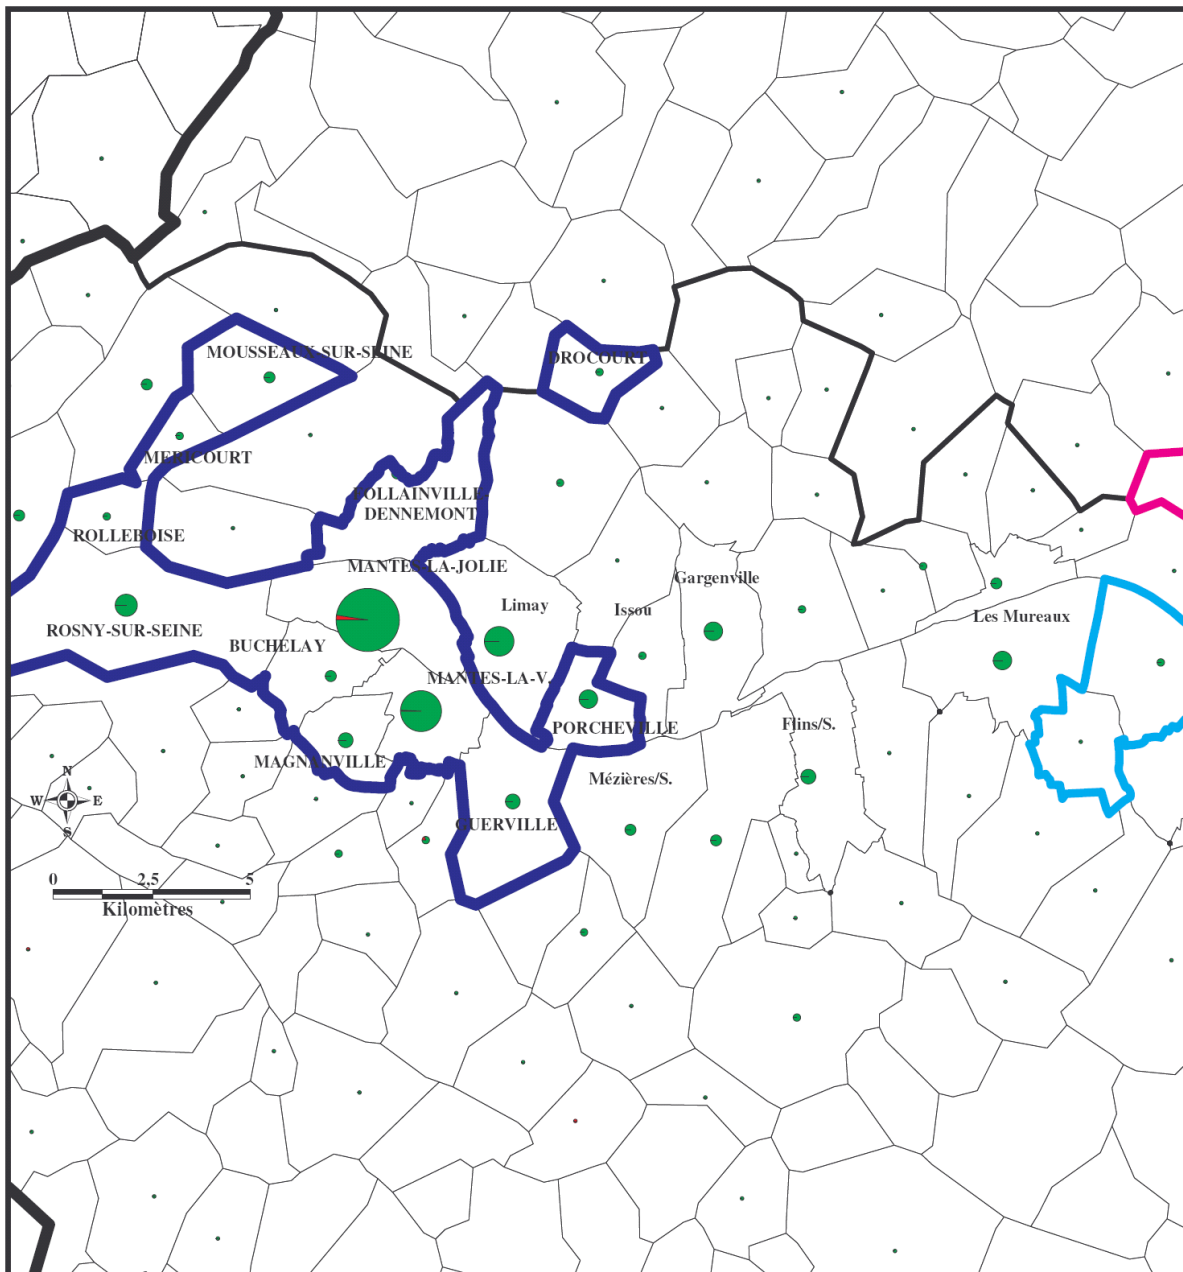 MOUSSEAUX-SUR-SEINE
DROCOURT
MERICOURT
FOLLAINVILLE
DENNEMONT
ROLLEBOISE
MANTES-LA-JOLIE
Gargenville
Limay
Issou
Les Mureaux
ROSNY-SUR-SEINE
BUCHELAY
MANTES-LA-V.
PORCHEVILLE
Flins/S.
MAGNANVILLE
Mézières/S.
N
W E
S
GUERVILLE
0 2,5 5
Kilomètres